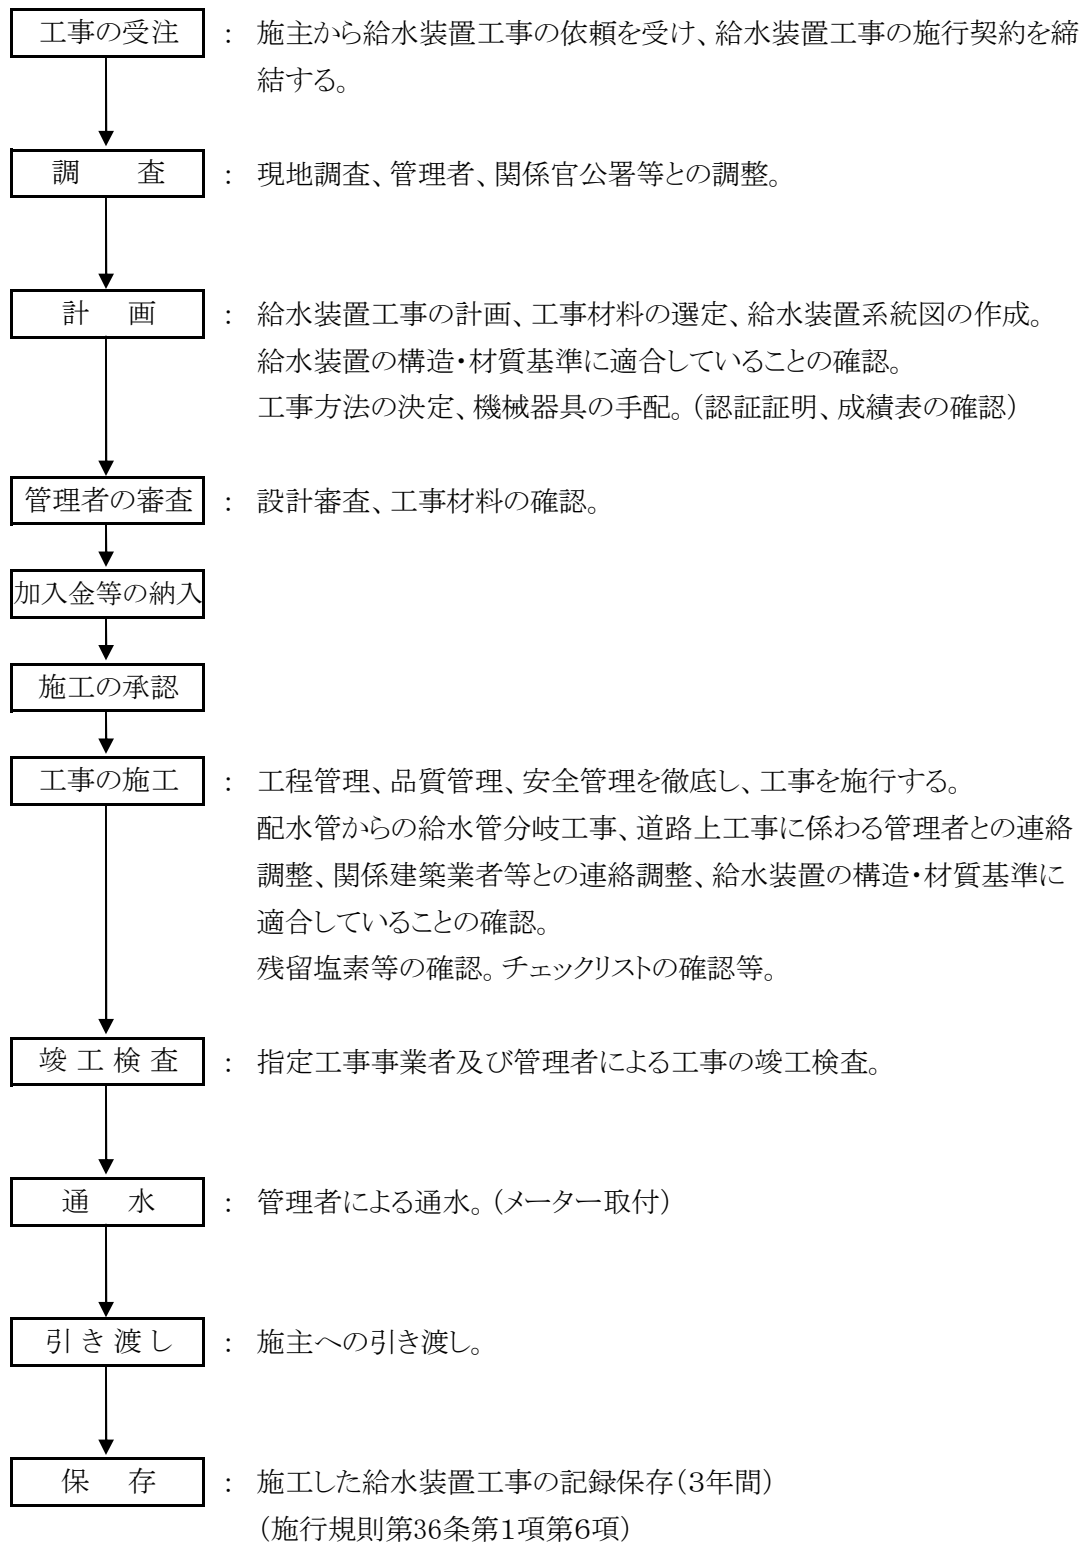 工事の受注 : 施主から給水装置工事の依頼を受け、給水装置工事の施行契約を締
結する。
調　　査 : 現地調査、管理者、関係官公署等との調整。
計　画 : 給水装置工事の計画、工事材料の選定、給水装置系統図の作成。
給水装置の構造・材質基準に適合していることの確認。
工事方法の決定、機械器具の手配。（認証証明、成績表の確認）
管理者の審査 : 設計審査、工事材料の確認。
加入金等の納入
施工の承認
工事の施工 : 工程管理、品質管理、安全管理を徹底し、工事を施行する。
配水管からの給水管分岐工事、道路上工事に係わる管理者との連絡
調整、関係建築業者等との連絡調整、給水装置の構造・材質基準に
適合していることの確認。
残留塩素等の確認。チェックリストの確認等。
竣 工 検 査 : 指定工事事業者及び管理者による工事の竣工検査。
通　水 : 管理者による通水。（メーター取付）
引 き 渡 し : 施主への引き渡し。
保　存 : 施工した給水装置工事の記録保存（３年間）
（施行規則第36条第１項第６項）